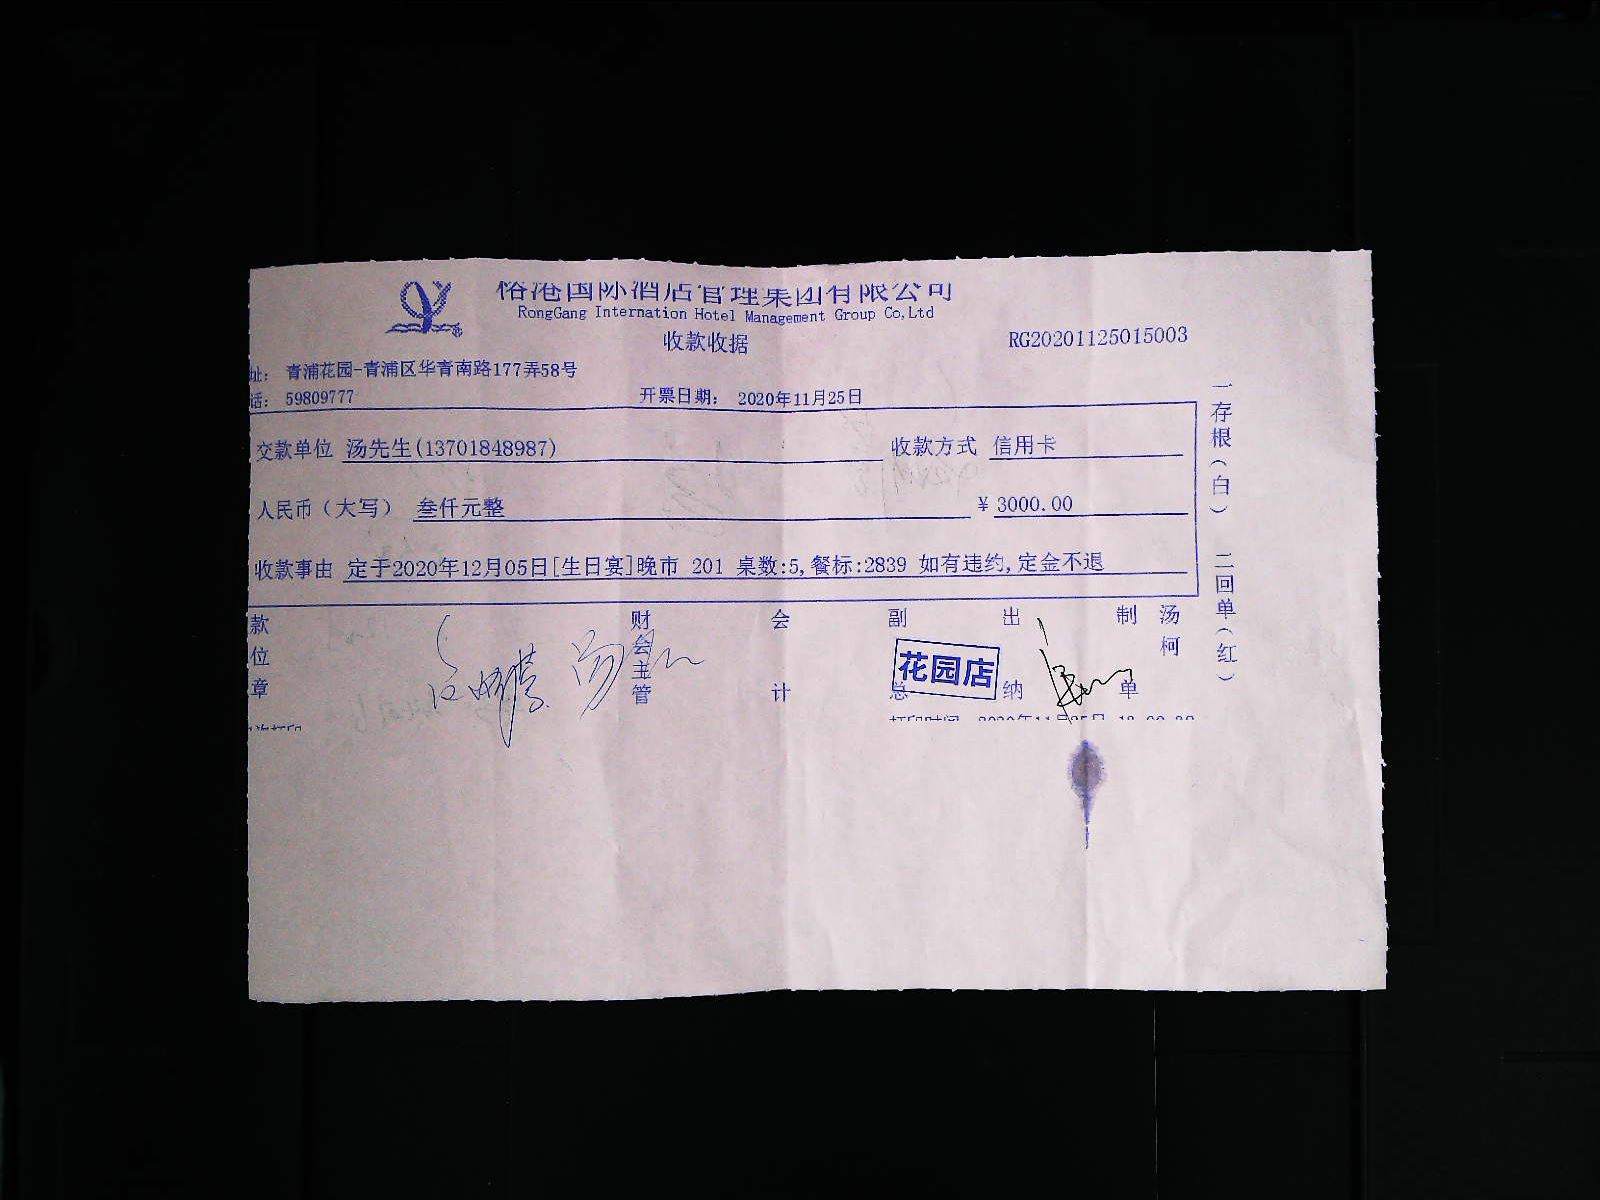 国际酒店管理集团有限公司
RongGang Internation Hotel Management Group Co,Ltd
收款收据
RG20201125015003
址: 青浦花园-青浦区华青南路177弄58号
话: 59809777
开票日期: 2020年11月25日
交款单位 汤先生(13701848987) 收款方式 信用卡
人民币(大写) 叁仟元整 ¥ 3000.00
收款事由 定于2020年12月05日[生日宴]晚市 201 桌数:5,餐标:2839 如有违约,定金不退
一存根(白) 二回单(红)
款位章
财会主管
会计
副总
花园店
出纳
制单
汤柯